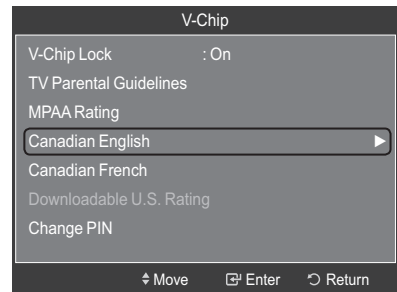 V-Chip
V-Chip Lock : On
TV Parental Guidelines
MPAA Rating
Canadian English
Canadian French
Downloadable U.S. Rating
Change PIN
Move Enter Return